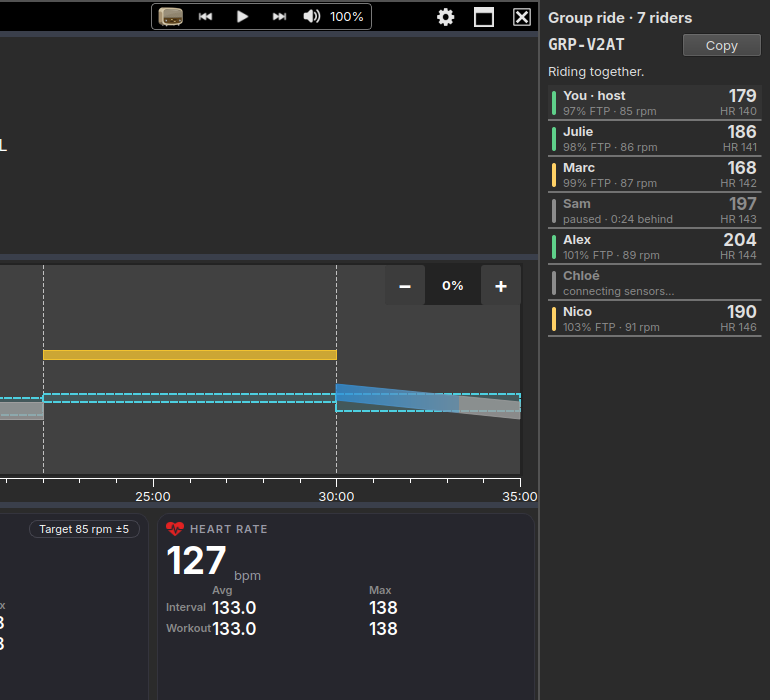 100%
Group ride · 7 riders
GRP-V2AT
Copy
Riding together.
You · host
179
97% FTP · 85 rpm
HR 140
Julie
186
98% FTP · 86 rpm
HR 141
Marc
168
99% FTP · 87 rpm
HR 142
Sam
197
paused · 0:24 behind
HR 143
Alex
204
101% FTP · 89 rpm
HR 144
Chloé
connecting sensors...
Nico
190
103% FTP · 91 rpm
HR 146
L
− 0% +
25:00 30:00 35:00
Target 85 rpm ±5
HEART RATE
127 bpm
Avg Max
Interval 133.0 138
Workout 133.0 138